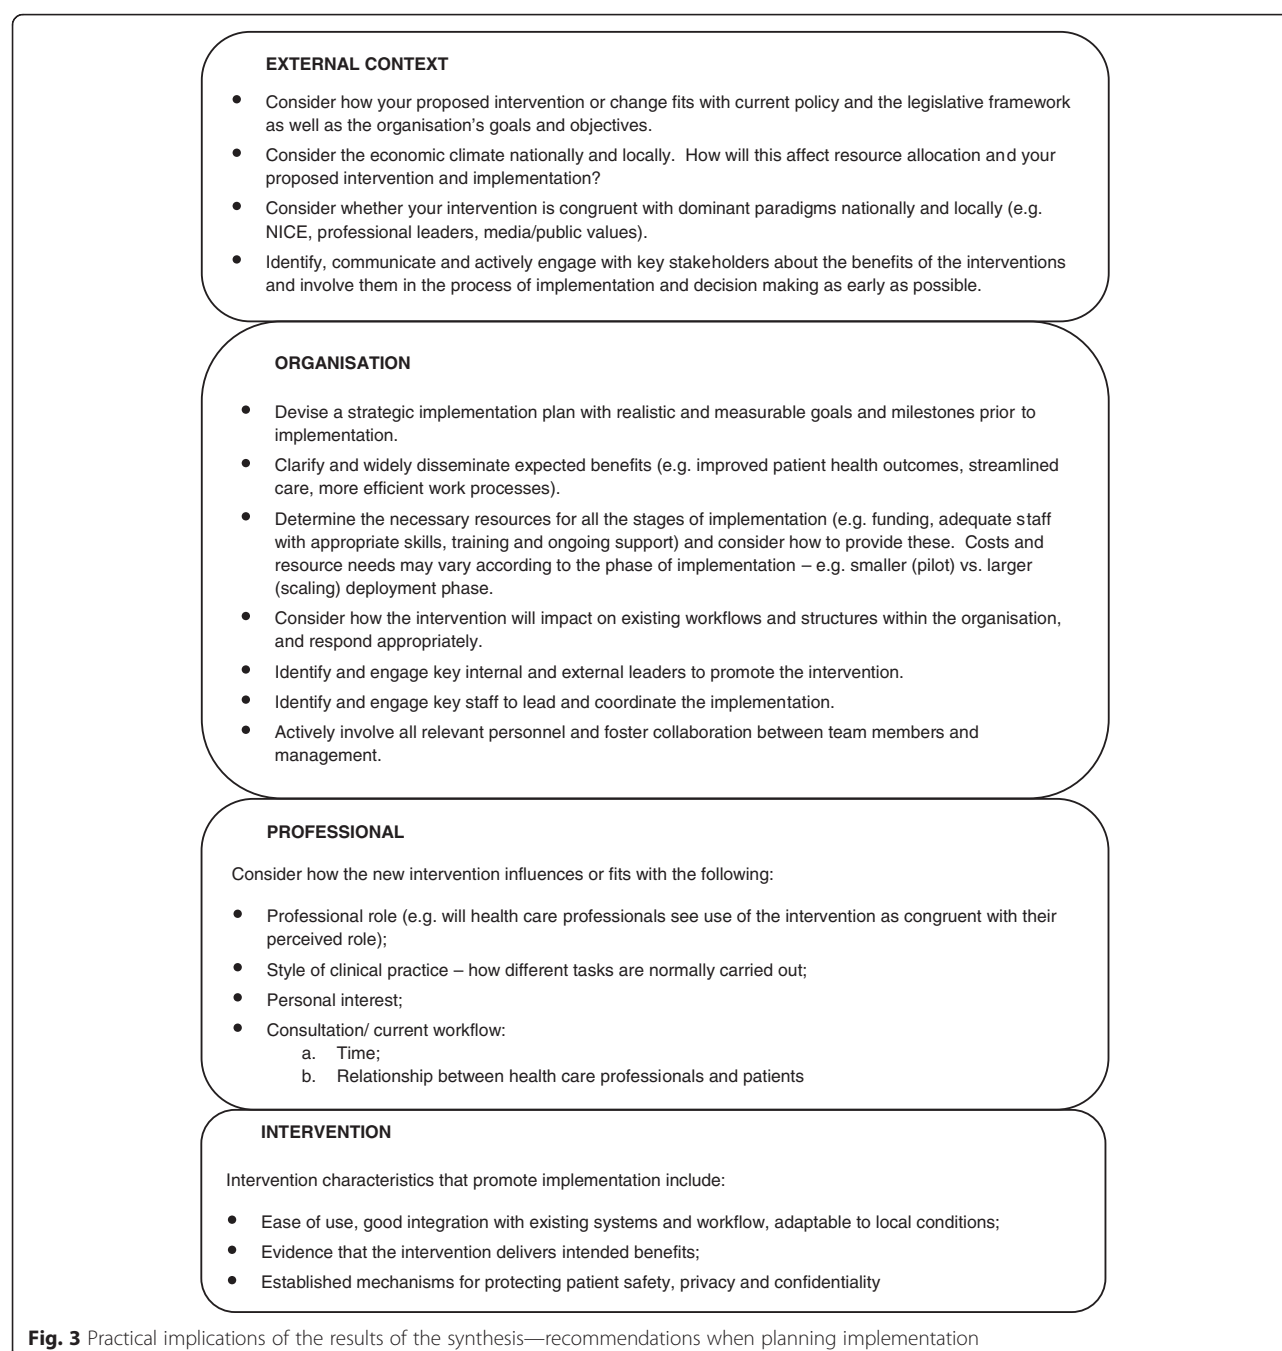 EXTERNAL CONTEXT
• Consider how your proposed intervention or change fits with current policy and the legislative framework
as well as the organisation's goals and objectives.
• Consider the economic climate nationally and locally. How will this affect resource allocation and your
proposed intervention and implementation?
• Consider whether your intervention is congruent with dominant paradigms nationally and locally (e.g.
NICE, professional leaders, media/public values).
• Identify, communicate and actively engage with key stakeholders about the benefits of the interventions
and involve them in the process of implementation and decision making as early as possible.
ORGANISATION
• Devise a strategic implementation plan with realistic and measurable goals and milestones prior to
implementation.
• Clarify and widely disseminate expected benefits (e.g. improved patient health outcomes, streamlined
care, more efficient work processes).
• Determine the necessary resources for all the stages of implementation (e.g. funding, adequate staff
with appropriate skills, training and ongoing support) and consider how to provide these. Costs and
resource needs may vary according to the phase of implementation – e.g. smaller (pilot) vs. larger
(scaling) deployment phase.
• Consider how the intervention will impact on existing workflows and structures within the organisation,
and respond appropriately.
• Identify and engage key internal and external leaders to promote the intervention.
• Identify and engage key staff to lead and coordinate the implementation.
• Actively involve all relevant personnel and foster collaboration between team members and
management.
PROFESSIONAL
Consider how the new intervention influences or fits with the following:
• Professional role (e.g. will health care professionals see use of the intervention as congruent with their
perceived role);
• Style of clinical practice – how different tasks are normally carried out;
• Personal interest;
• Consultation/ current workflow:
a. Time;
b. Relationship between health care professionals and patients
INTERVENTION
Intervention characteristics that promote implementation include:
• Ease of use, good integration with existing systems and workflow, adaptable to local conditions;
• Evidence that the intervention delivers intended benefits;
• Established mechanisms for protecting patient safety, privacy and confidentiality
Fig. 3 Practical implications of the results of the synthesis—recommendations when planning implementation